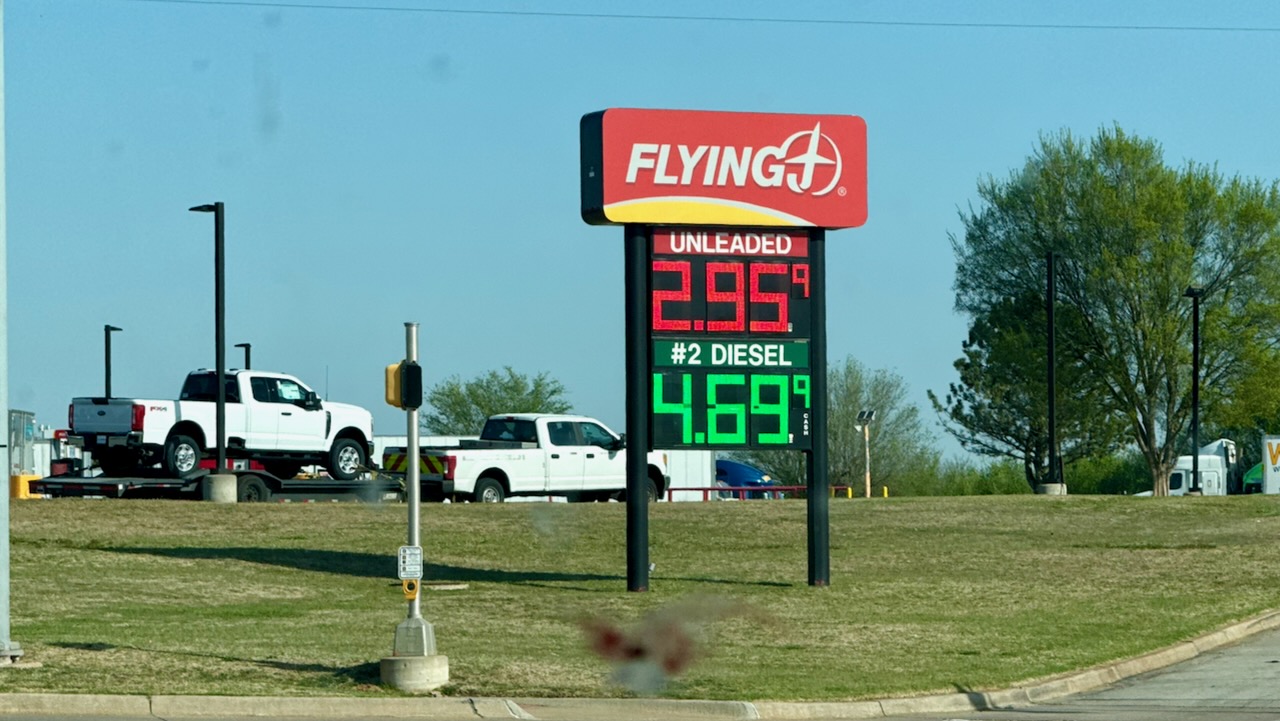 FLYING J ®
UNLEADED
2.95 9
#2 DIESEL
4.69 9
CASH